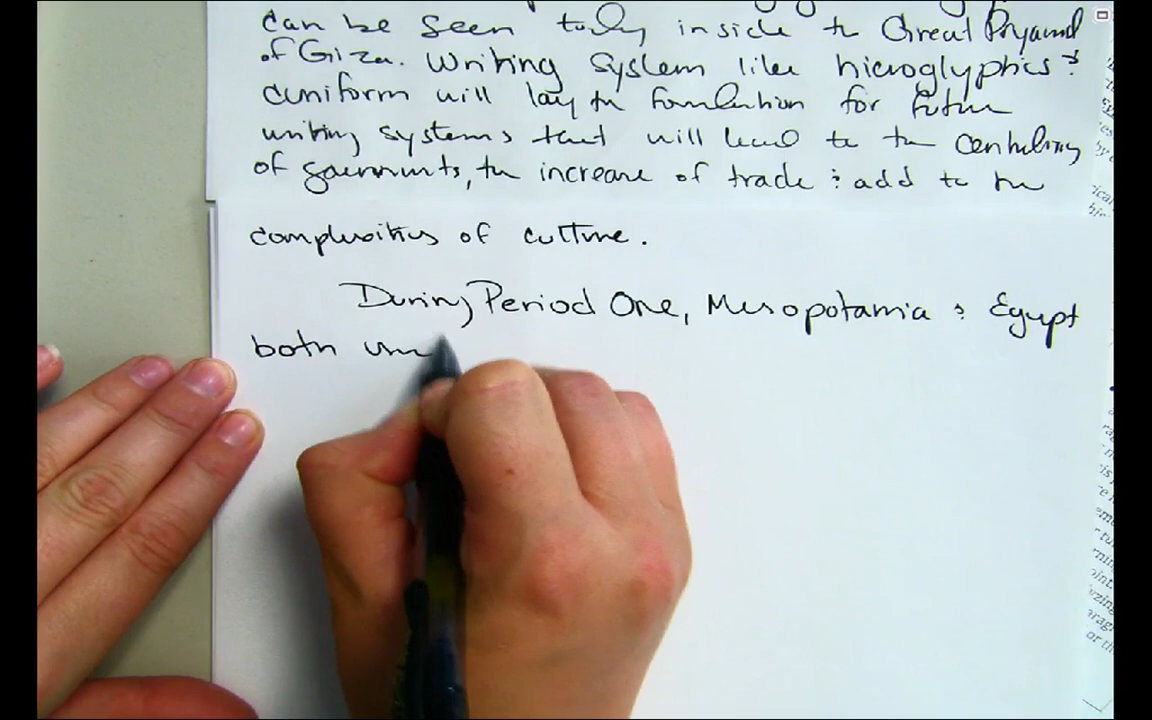 can be seen today inside the Great Pryamid
of Giza. Writing system like hieroglyphics &
cuniform will lay the foundation for future
writing systems that will lead to the
of governments, the increase of trade & add to the
complexities of culture.
During Period One, Mesopotamia & Egypt
both